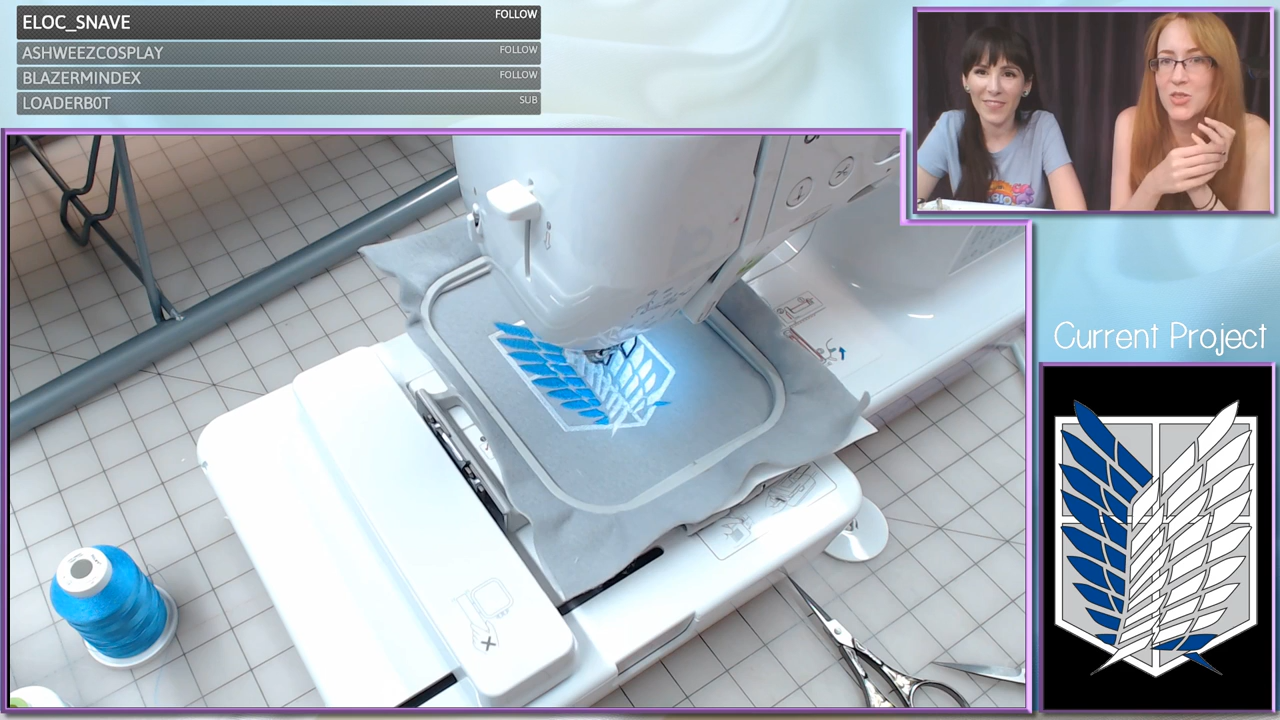 ELOC_SNAVE FOLLOW
ASHWEEZCOSPLAY FOLLOW
BLAZERMINDEX FOLLOW
LOADERB0T SUB
Current Project